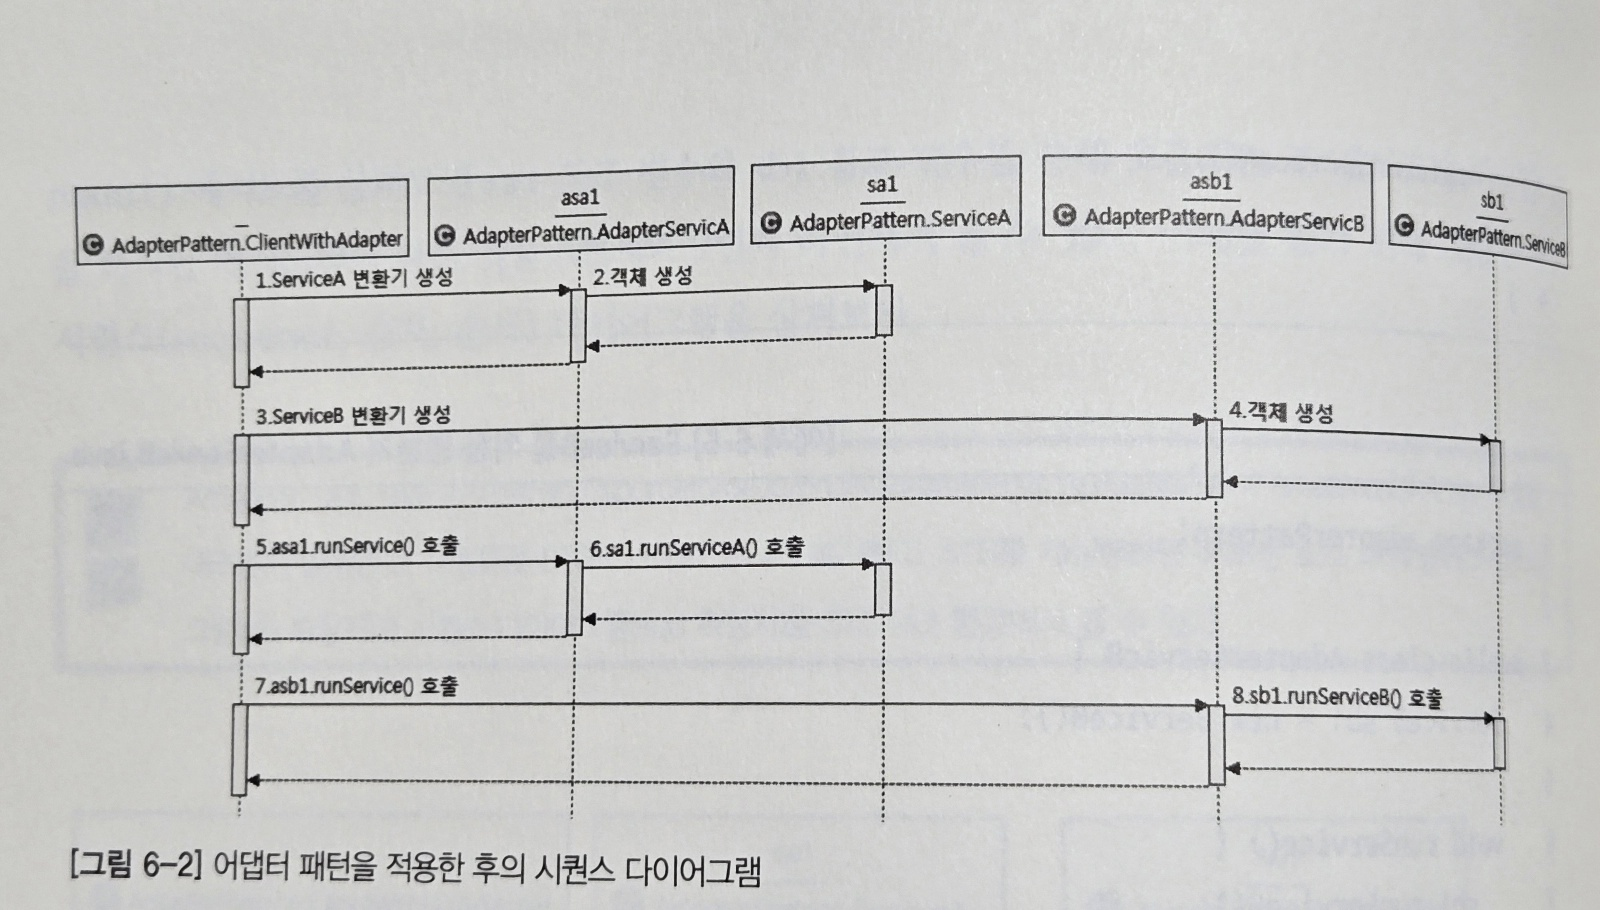 asa1
sa1
asb1
sb1
C AdapterPattern.ClientWithAdapter
C AdapterPattern.AdapterServicA
C AdapterPattern.ServiceA
C AdapterPattern.AdapterServicB
C AdapterPattern.ServiceB
1.ServiceA 변환기 생성
2.객체 생성
3.ServiceB 변환기 생성
4.객체 생성
5.asa1.runService() 호출
6.sa1.runServiceA() 호출
7.asb1.runService() 호출
8.sb1.runServiceB() 호출
[그림 6-2] 어댑터 패턴을 적용한 후의 시퀀스 다이어그램